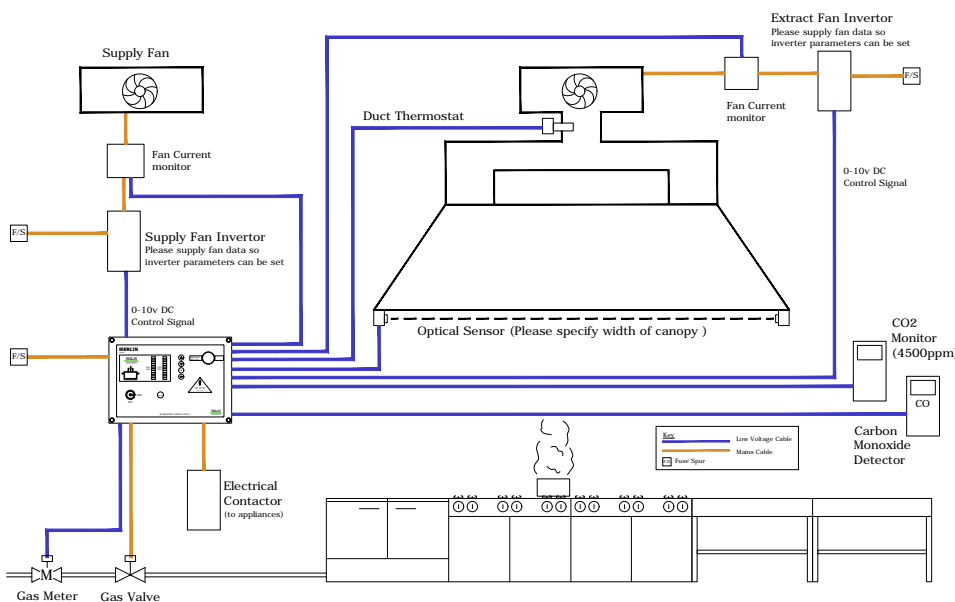 Extract Fan Invertor
Please supply fan data so
inverter parameters can be set
Supply Fan
F/S
Fan Current
monitor
Duct Thermostat
Fan Current
monitor
0-10v DC
Control Signal
F/S
Supply Fan Invertor
Please supply fan data so
inverter parameters can be set
0-10v DC
Control Signal
Optical Sensor (Please specify width of canopy )
CO2
Monitor
(4500ppm)
F/S
MERLIN
CO
Carbon
Monoxide
Detector
Key
Low Voltage Cable
Mains Cable
Fuse Spur
Electrical
Contactor
(to appliances)
M
Gas Meter
Gas Valve